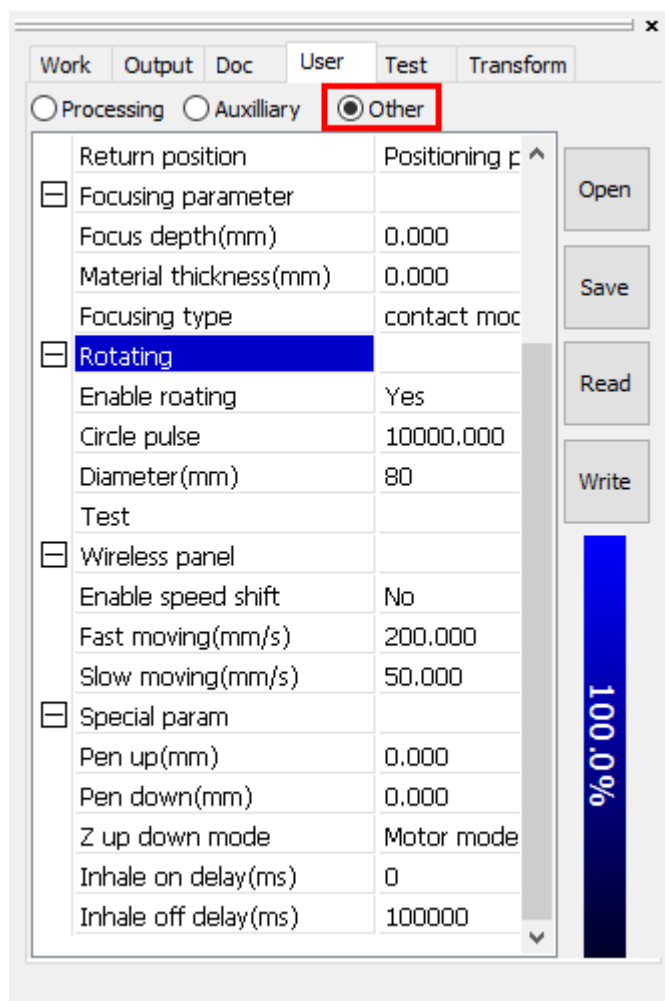 x
Work Output Doc User Test Transform
Processing Auxilliary Other
Return position Positioning p
Open
Focusing parameter
Focus depth(mm) 0.000
Material thickness(mm) 0.000
Save
Focusing type contact moc
Rotating
Read
Enable roating Yes
Circle pulse 10000.000
Diameter(mm) 80
Write
Test
Wireless panel
Enable speed shift No
Fast moving(mm/s) 200.000
Slow moving(mm/s) 50.000
100.0%
Special param
Pen up(mm) 0.000
Pen down(mm) 0.000
Z up down mode Motor mode
Inhale on delay(ms) 0
Inhale off delay(ms) 100000